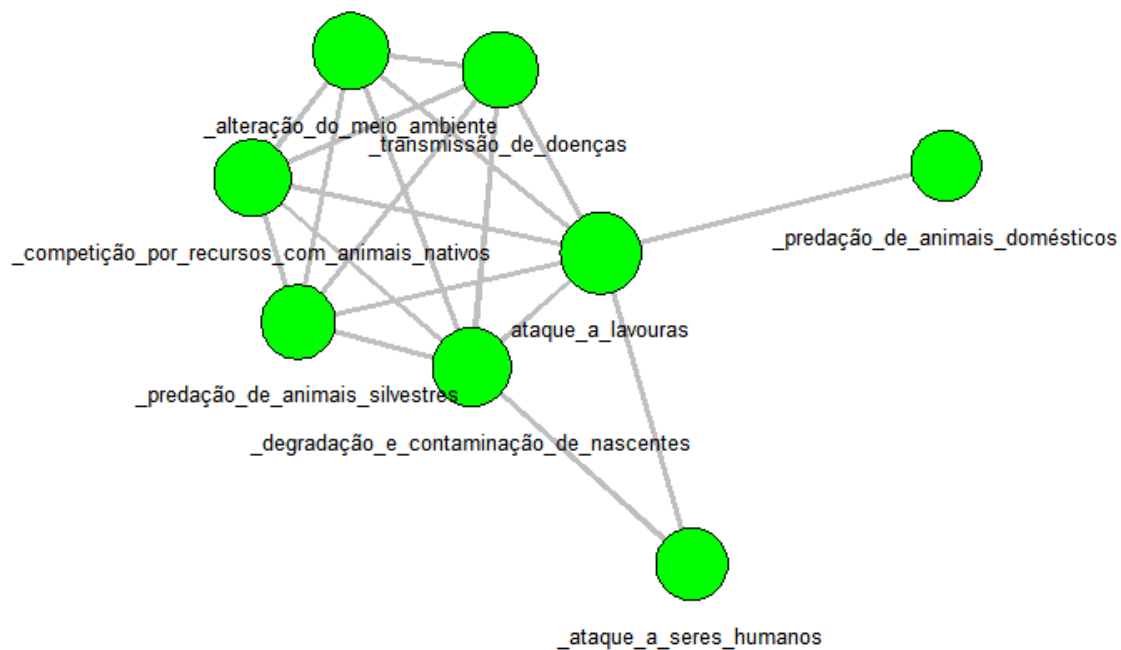 _alteração_do_meio_ambiente
_transmissão_de_doenças
_predação_de_animais_domésticos
_competição_por_recursos_com_animais_nativos
ataque_a_lavouras
_predação_de_animais_silvestres
_degradação_e_contaminação_de_nascentes
_ataque_a_seres_humanos